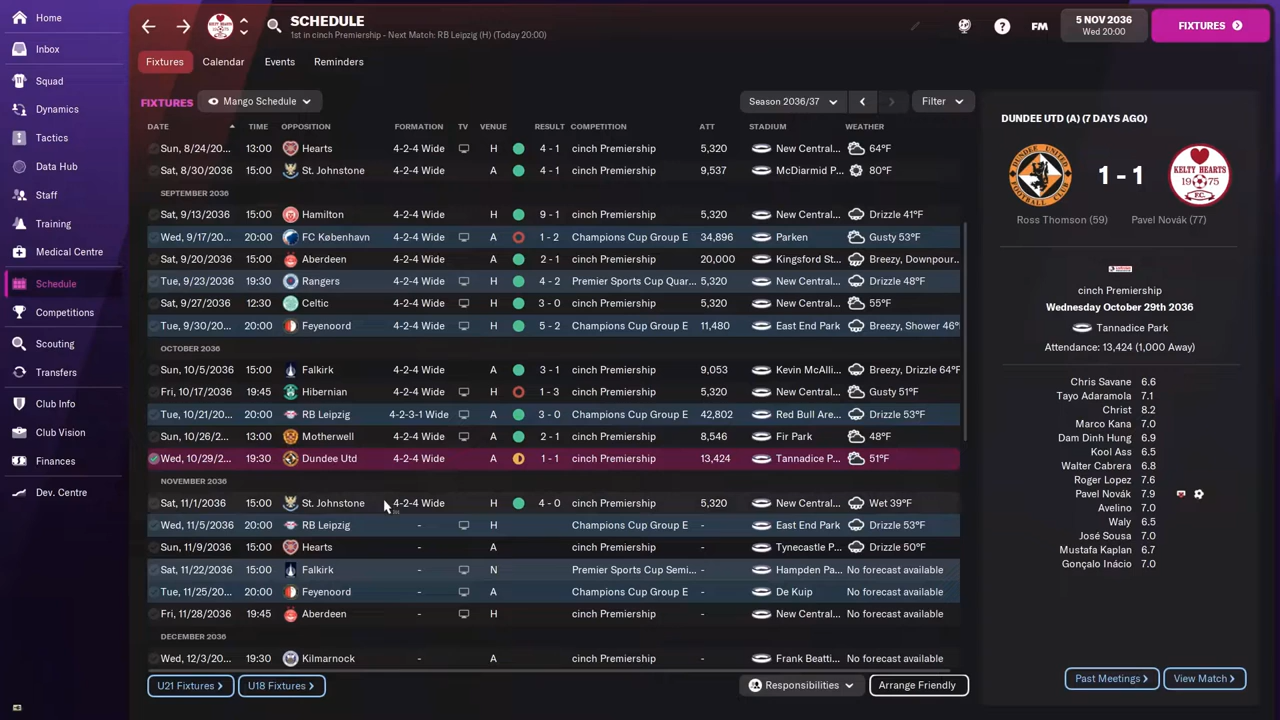 Home
Inbox
Squad
Dynamics
Tactics
Data Hub
Staff
Training
Medical Centre
Schedule
Competitions
Scouting
Transfers
Club Info
Club Vision
Finances
Dev. Centre
SCHEDULE
1st in cinch Premiership - Next Match: RB Leipzig (H) (Today 20:00)
FM
5 NOV 2036
Wed 20:00
FIXTURES
Fixtures Calendar Events Reminders
FIXTURES Mango Schedule Season 2036/37 Filter
DATE TIME OPPOSITION FORMATION TV VENUE RESULT COMPETITION ATT STADIUM WEATHER
Sun, 8/24/20... 13:00 Hearts 4-2-4 Wide H 4 - 1 cinch Premiership 5,320 New Central... 64°F
Sat, 8/30/2036 15:00 St. Johnstone 4-2-4 Wide A 4 - 1 cinch Premiership 9,537 McDiarmid P... 80°F
SEPTEMBER 2036
Sat, 9/13/2036 15:00 Hamilton 4-2-4 Wide H 9 - 1 cinch Premiership 5,320 New Central... Drizzle 41°F
Wed, 9/17/20... 20:00 FC København 4-2-4 Wide A 1 - 2 Champions Cup Group E 34,896 Parken Gusty 53°F
Sat, 9/20/2036 15:00 Aberdeen 4-2-4 Wide A 2 - 1 cinch Premiership 20,000 Kingsford St... Breezy, Downpour...
Tue, 9/23/2036 19:30 Rangers 4-2-4 Wide H 4 - 2 Premier Sports Cup Quar... 5,320 New Central... Drizzle 48°F
Sat, 9/27/2036 12:30 Celtic 4-2-4 Wide H 3 - 0 cinch Premiership 5,320 New Central... 55°F
Tue, 9/30/2036 20:00 Feyenoord 4-2-4 Wide H 5 - 2 Champions Cup Group E 11,480 East End Park Breezy, Shower 46°F
OCTOBER 2036
Sun, 10/5/2036 15:00 Falkirk 4-2-4 Wide A 3 - 1 cinch Premiership 9,053 Kevin McAlli... Breezy, Drizzle 64°F
Fri, 10/17/2036 19:45 Hibernian 4-2-4 Wide H 1 - 3 cinch Premiership 5,320 New Central... Gusty 51°F
Tue, 10/21/2036 20:00 RB Leipzig 4-2-3-1 Wide A 3 - 0 Champions Cup Group E 42,802 Red Bull Are... Drizzle 53°F
Sun, 10/26/2... 13:00 Motherwell 4-2-4 Wide A 2 - 1 cinch Premiership 8,546 Fir Park 48°F
Wed, 10/29/2... 19:30 Dundee Utd 4-2-4 Wide A 1 - 1 cinch Premiership 13,424 Tannadice P... 51°F
NOVEMBER 2036
Sat, 11/1/2036 15:00 St. Johnstone 4-2-4 Wide H 4 - 0 cinch Premiership 5,320 New Central... Wet 39°F
Wed, 11/5/2036 20:00 RB Leipzig - H Champions Cup Group E - East End Park Drizzle 53°F
Sun, 11/9/2036 15:00 Hearts - A cinch Premiership - Tynecastle P... Drizzle 50°F
Sat, 11/22/2036 15:00 Falkirk - N Premier Sports Cup Semi... - Hampden Pa... No forecast available
Tue, 11/25/2036 20:00 Feyenoord - A Champions Cup Group E - De Kuip No forecast available
Fri, 11/28/2036 19:45 Aberdeen - H cinch Premiership - New Central... No forecast available
DECEMBER 2036
Wed, 12/3/20... 19:30 Kilmarnock - A cinch Premiership - Frank Beatti... No forecast available
U21 Fixtures U18 Fixtures Responsibilities Arrange Friendly
DUNDEE UTD (A) (7 DAYS AGO)
1 - 1
Ross Thomson (59) Pavel Novák (77)
cinch Premiership
Wednesday October 29th 2036
Tannadice Park
Attendance: 13,424 (1,000 Away)
Chris Savane 6.6
Tayo Adaramola 7.1
Christ 8.2
Marco Kana 7.0
Dam Dinh Hung 6.9
Kool Ass 6.5
Walter Cabrera 6.8
Roger Lopez 7.6
Pavel Novák 7.9
Avelino 7.0
Waly 6.5
José Sousa 7.0
Mustafa Kaplan 6.7
Gonçalo Inácio 7.0
Past Meetings View Match